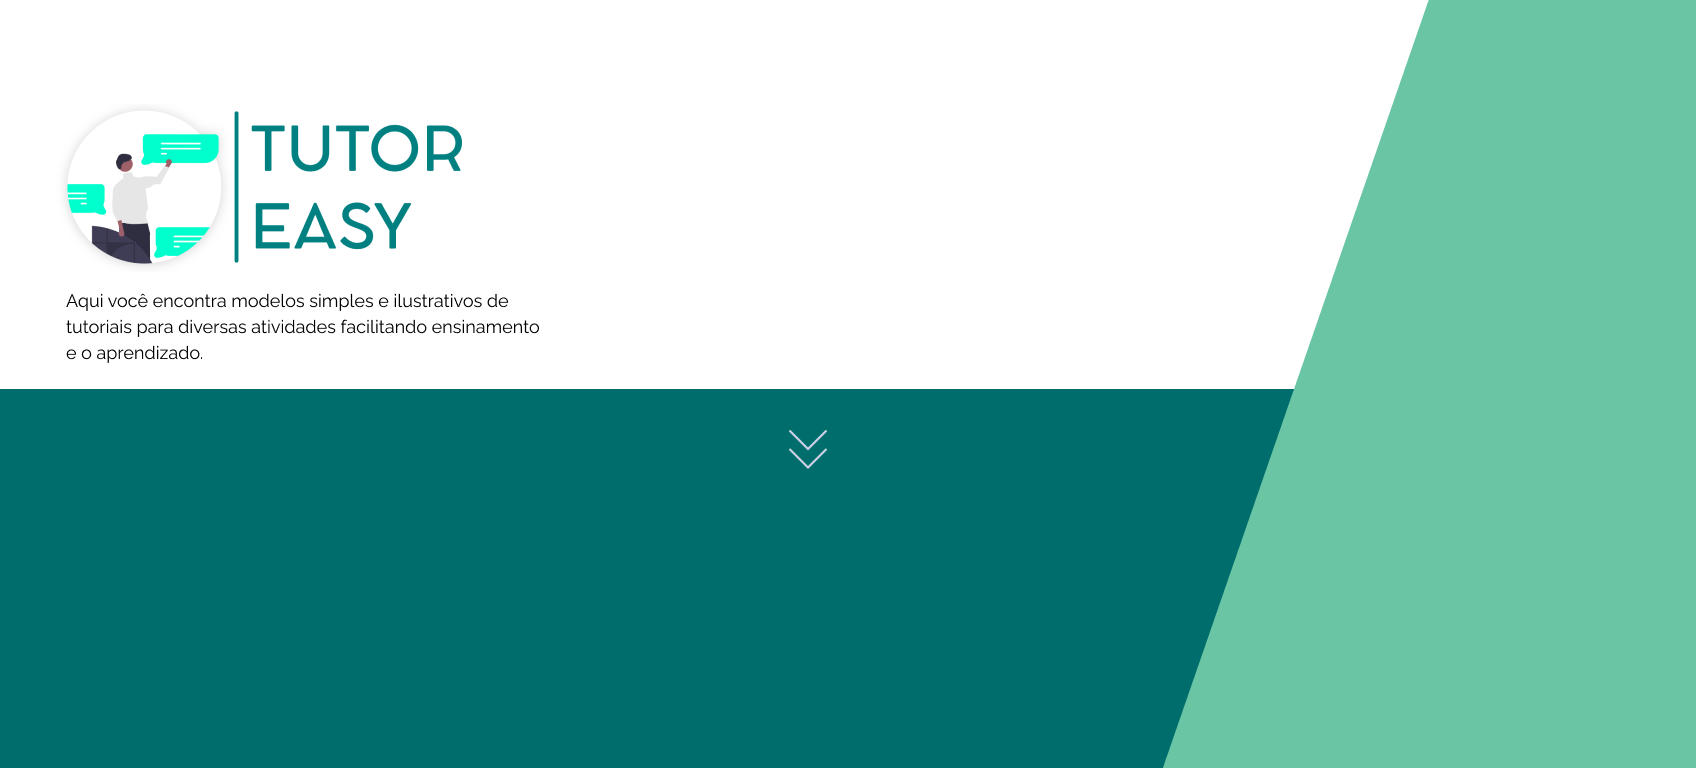 TUTOR
EASY
Aqui você encontra modelos simples e ilustrativos de
tutoriais para diversas atividades facilitando ensinamento
e o aprendizado.